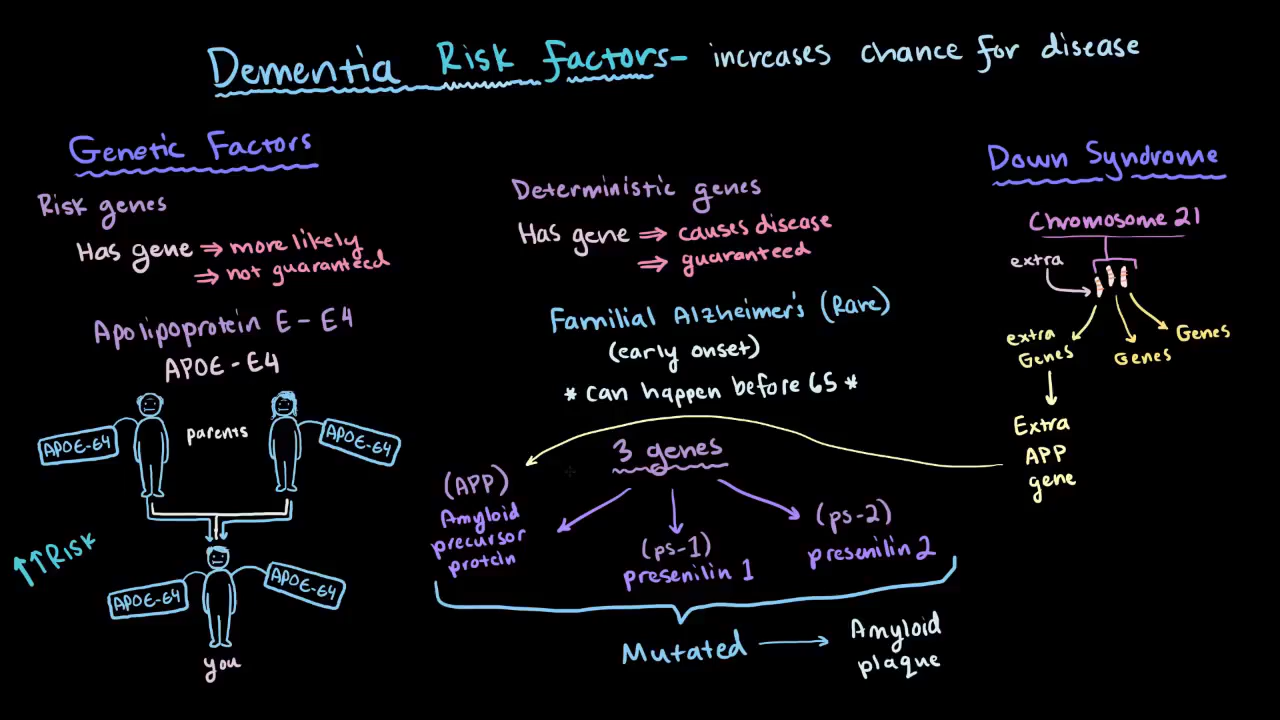 Dementia Risk Factors- increases chance for disease
Genetic Factors
Risk genes
Has gene ⇒ more likely
⇒ not guaranteed
Apolipoprotein E - E4
APOE - E4
APOE-E4
parents
APOE-E4
↑↑Risk
APOE-E4
APOE-E4
you
Deterministic genes
Has gene ⇒ causes disease
⇒ guaranteed
Familial Alzheimer's (Rare)
(early onset)
* can happen before 65 *
3 genes
(APP)
Amyloid
precursor
protein
(ps-1)
presenilin 1
(ps-2)
presenilin 2
Mutated → Amyloid
plaque
Down Syndrome
Chromosome 21
extra
extra
Genes
Genes
Genes
Extra
APP
gene